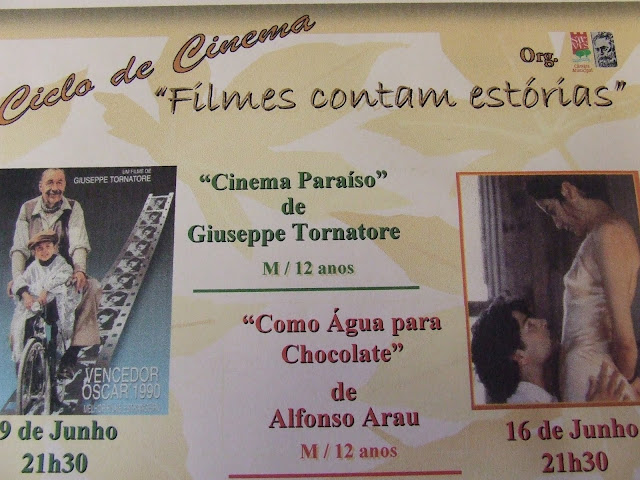 Ciclo de Cinema
Org.
Câmara
Municipal
"Filmes contam estórias"
UM FILME DE
GIUSEPPE TORNATORE
VENCEDOR
OSCAR 1990
"Cinema Paraíso"
de
Giuseppe Tornatore
M / 12 anos
"Como Água para
Chocolate"
de
Alfonso Arau
M / 12 anos
9 de Junho
21h30
16 de Junho
21h30